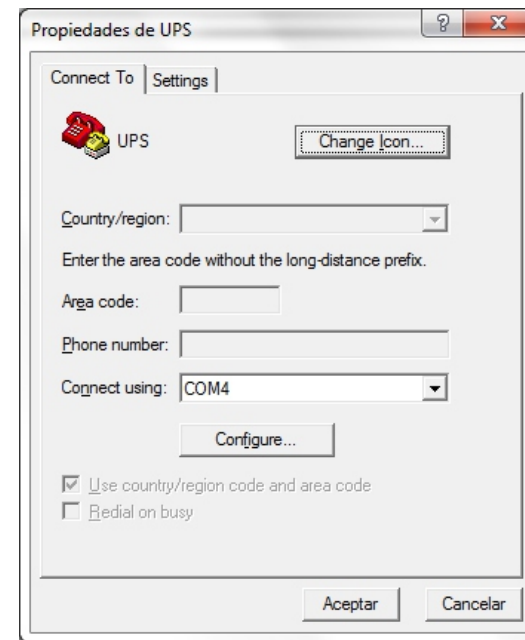 Propiedades de UPS
Connect To Settings
UPS Change Icon...
Country/region:
Enter the area code without the long-distance prefix.
Area code:
Phone number:
Connect using: COM4
Configure...
Use country/region code and area code
Redial on busy
Aceptar Cancelar